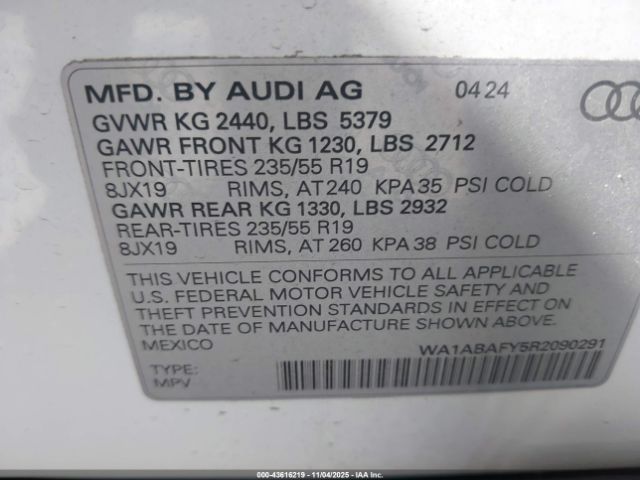 MFD. BY AUDI AG 0424
GVWR KG 2440, LBS 5379
GAWR FRONT KG 1230, LBS 2712
FRONT-TIRES 235/55 R19
8JX19 RIMS, AT 240 KPA 35 PSI COLD
GAWR REAR KG 1330, LBS 2932
REAR-TIRES 235/55 R19
8JX19 RIMS, AT 260 KPA 38 PSI COLD
THIS VEHICLE CONFORMS TO ALL APPLICABLE
U.S. FEDERAL MOTOR VEHICLE SAFETY AND
THEFT PREVENTION STANDARDS IN EFFECT ON
THE DATE OF MANUFACTURE SHOWN ABOVE.
MEXICO WA1ABAFY5R2090291
TYPE:
MPV
000-43616219 - 11/04/2025 - IAA Inc.